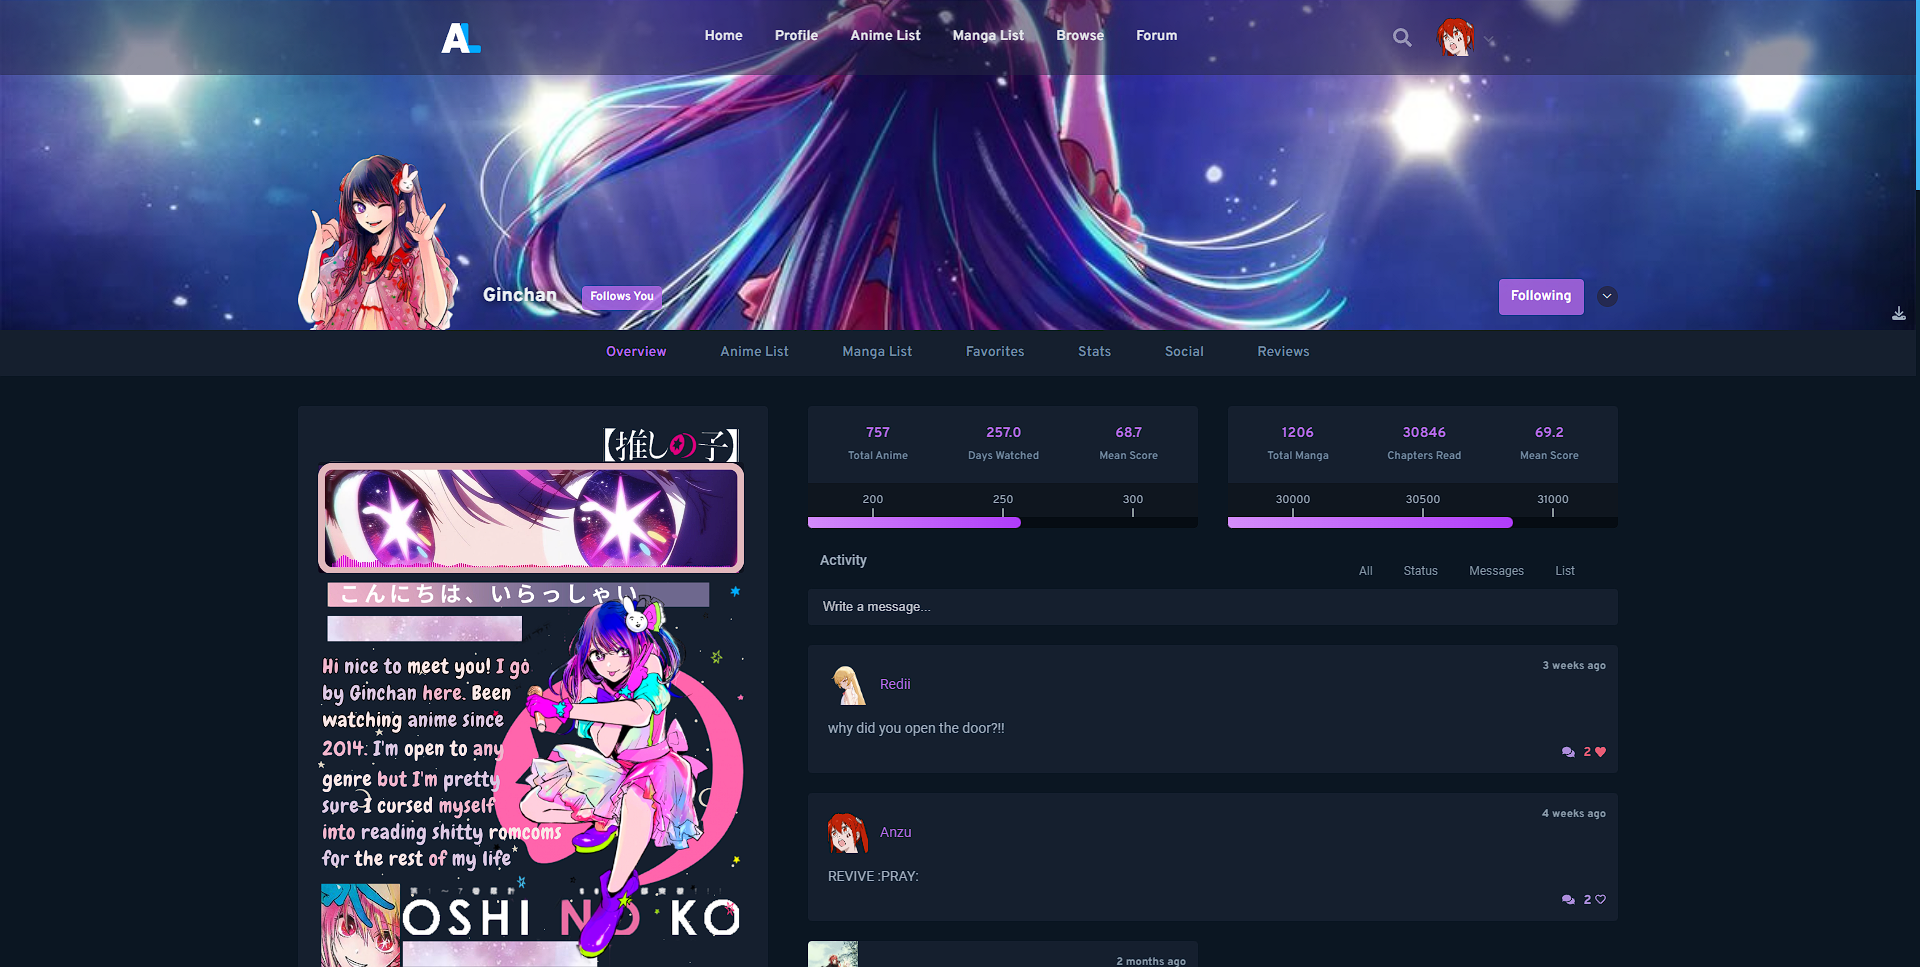 AL
Home Profile Anime List Manga List Browse Forum
Ginchan Follows You
Following
Overview Anime List Manga List Favorites Stats Social Reviews
【推しの子】
こんにちは、いらっしゃい
Hi nice to meet you! I go
by Ginchan here. Been
watching anime since
2014. I'm open to any
genre but I'm pretty
sure I cursed myself
into reading shitty romcoms
for the rest of my life
OSHI NO KO
757 257.0 68.7
Total Anime Days Watched Mean Score
200 250 300
1206 30846 69.2
Total Manga Chapters Read Mean Score
30000 30500 31000
Activity
All Status Messages List
Write a message...
3 weeks ago
Redii
why did you open the door?!!
2
4 weeks ago
Anzu
REVIVE :PRAY:
2
2 months ago